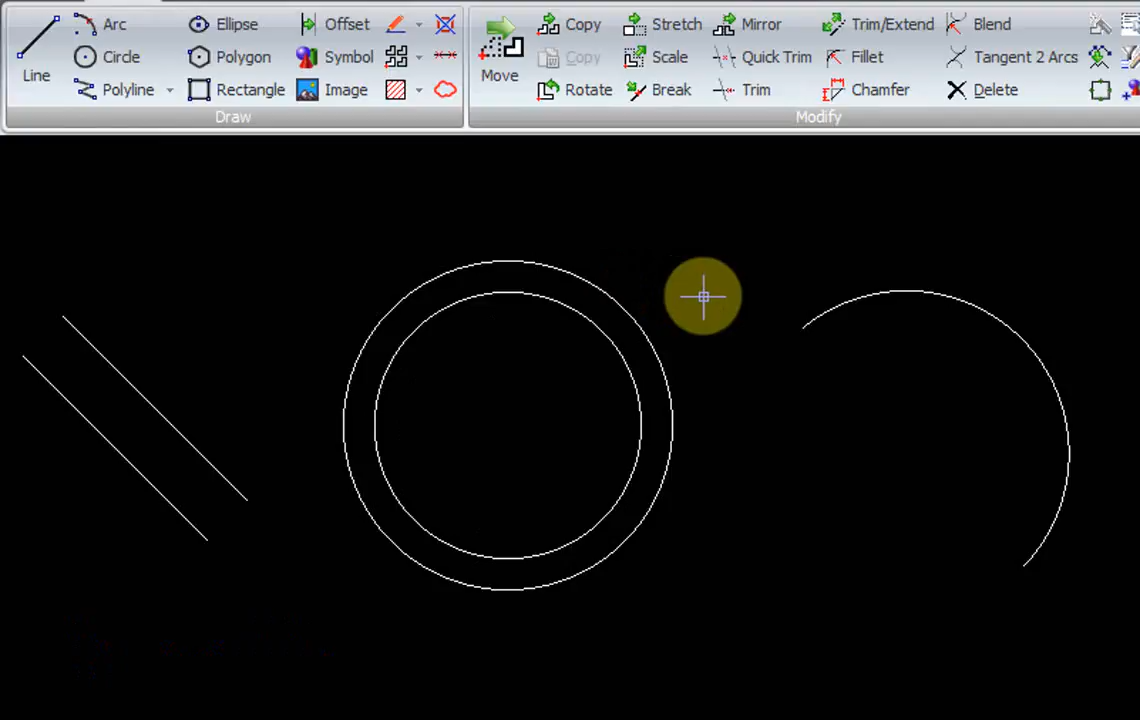 Line
Arc
Circle
Polyline
Ellipse
Polygon
Rectangle
Offset
Symbol
Image
Draw
Move
Copy
Copy
Rotate
Stretch
Scale
Break
Mirror
Quick Trim
Trim
Trim/Extend
Fillet
Chamfer
Blend
Tangent 2 Arcs
Delete
Modify